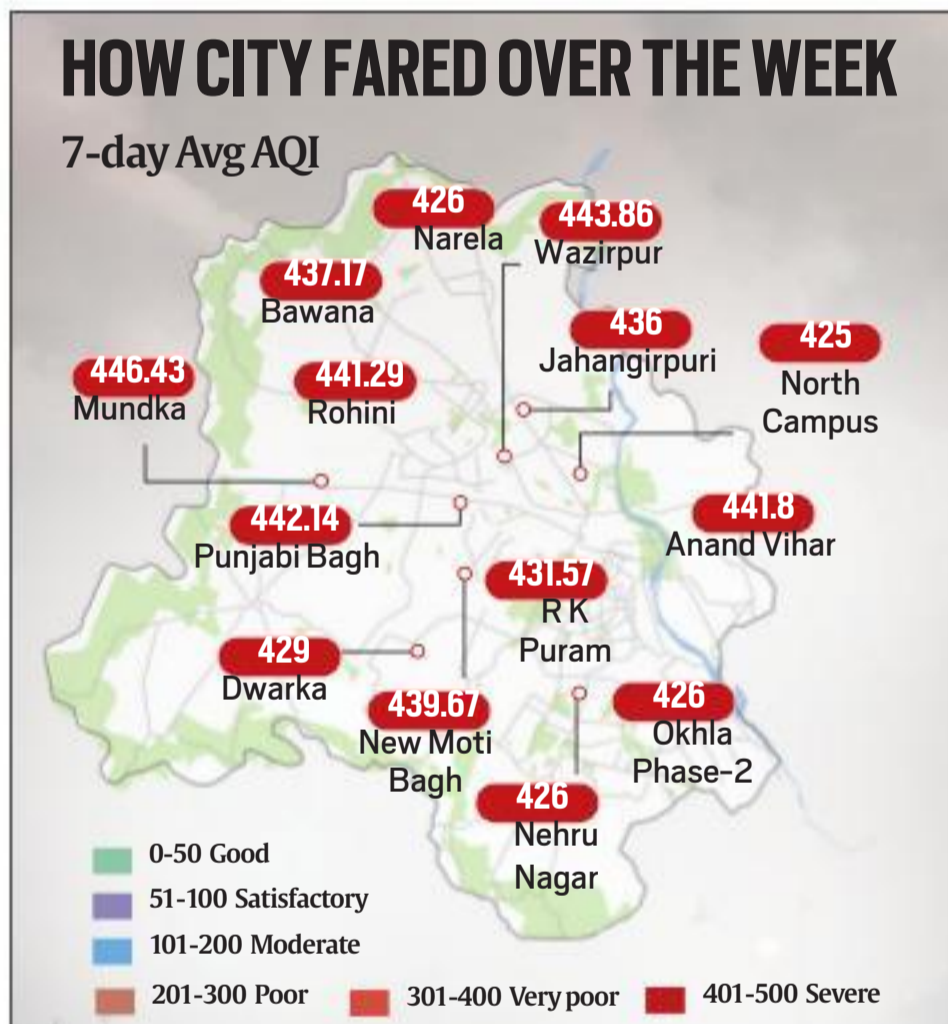 HOW CITY FARED OVER THE WEEK
7-day Avg AQI
426
Narela
443.86
Wazirpur
437.17
Bawana
436
Jahangirpuri
425
North
Campus
446.43
Mundka
441.29
Rohini
442.14
Punjabi Bagh
441.8
Anand Vihar
431.57
R K
Puram
429
Dwarka
439.67
New Moti
Bagh
426
Okhla
Phase-2
426
Nehru
Nagar
0-50 Good
51-100 Satisfactory
101-200 Moderate
201-300 Poor
301-400 Very poor
401-500 Severe